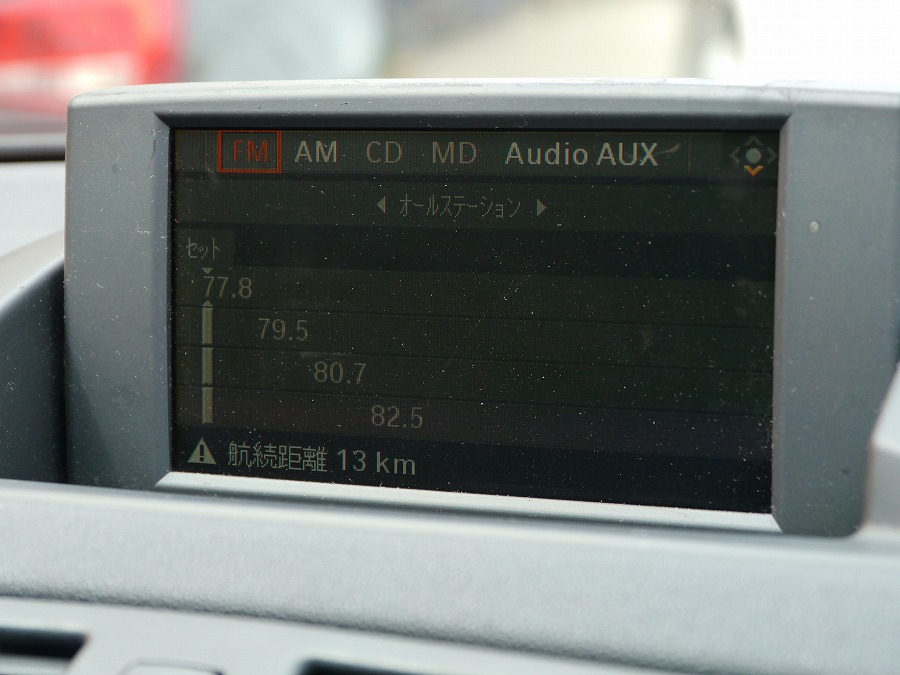 FM AM CD MD Audio AUX
オールステーション
セット
77.8
79.5
80.7
82.5
航続距離 13 km